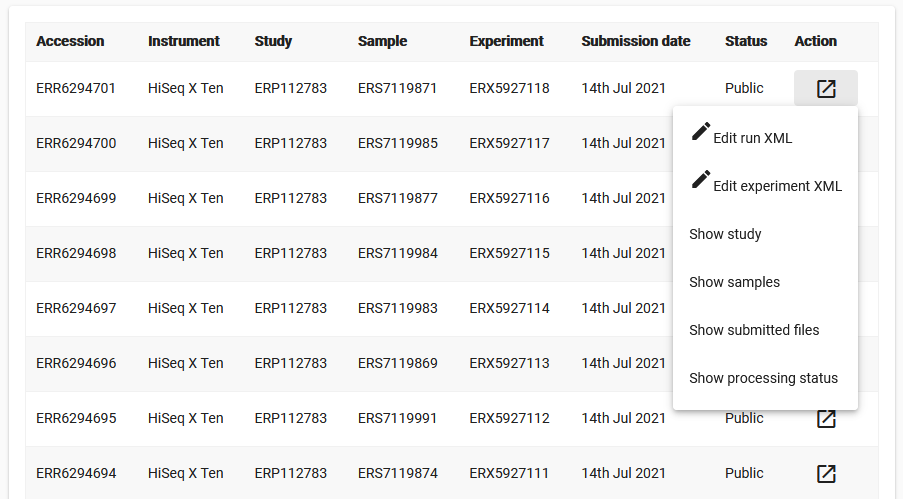 Accession Instrument Study Sample Experiment Submission date Status Action
ERR6294701 HiSeq X Ten ERP112783 ERS7119871 ERX5927118 14th Jul 2021 Public
Edit run XML
ERR6294700 HiSeq X Ten ERP112783 ERS7119985 ERX5927117 14th Jul 2021
Edit experiment XML
ERR6294699 HiSeq X Ten ERP112783 ERS7119877 ERX5927116 14th Jul 2021
Show study
ERR6294698 HiSeq X Ten ERP112783 ERS7119984 ERX5927115 14th Jul 2021
Show samples
ERR6294697 HiSeq X Ten ERP112783 ERS7119983 ERX5927114 14th Jul 2021
Show submitted files
ERR6294696 HiSeq X Ten ERP112783 ERS7119869 ERX5927113 14th Jul 2021
Show processing status
ERR6294695 HiSeq X Ten ERP112783 ERS7119991 ERX5927112 14th Jul 2021 Public
ERR6294694 HiSeq X Ten ERP112783 ERS7119874 ERX5927111 14th Jul 2021 Public